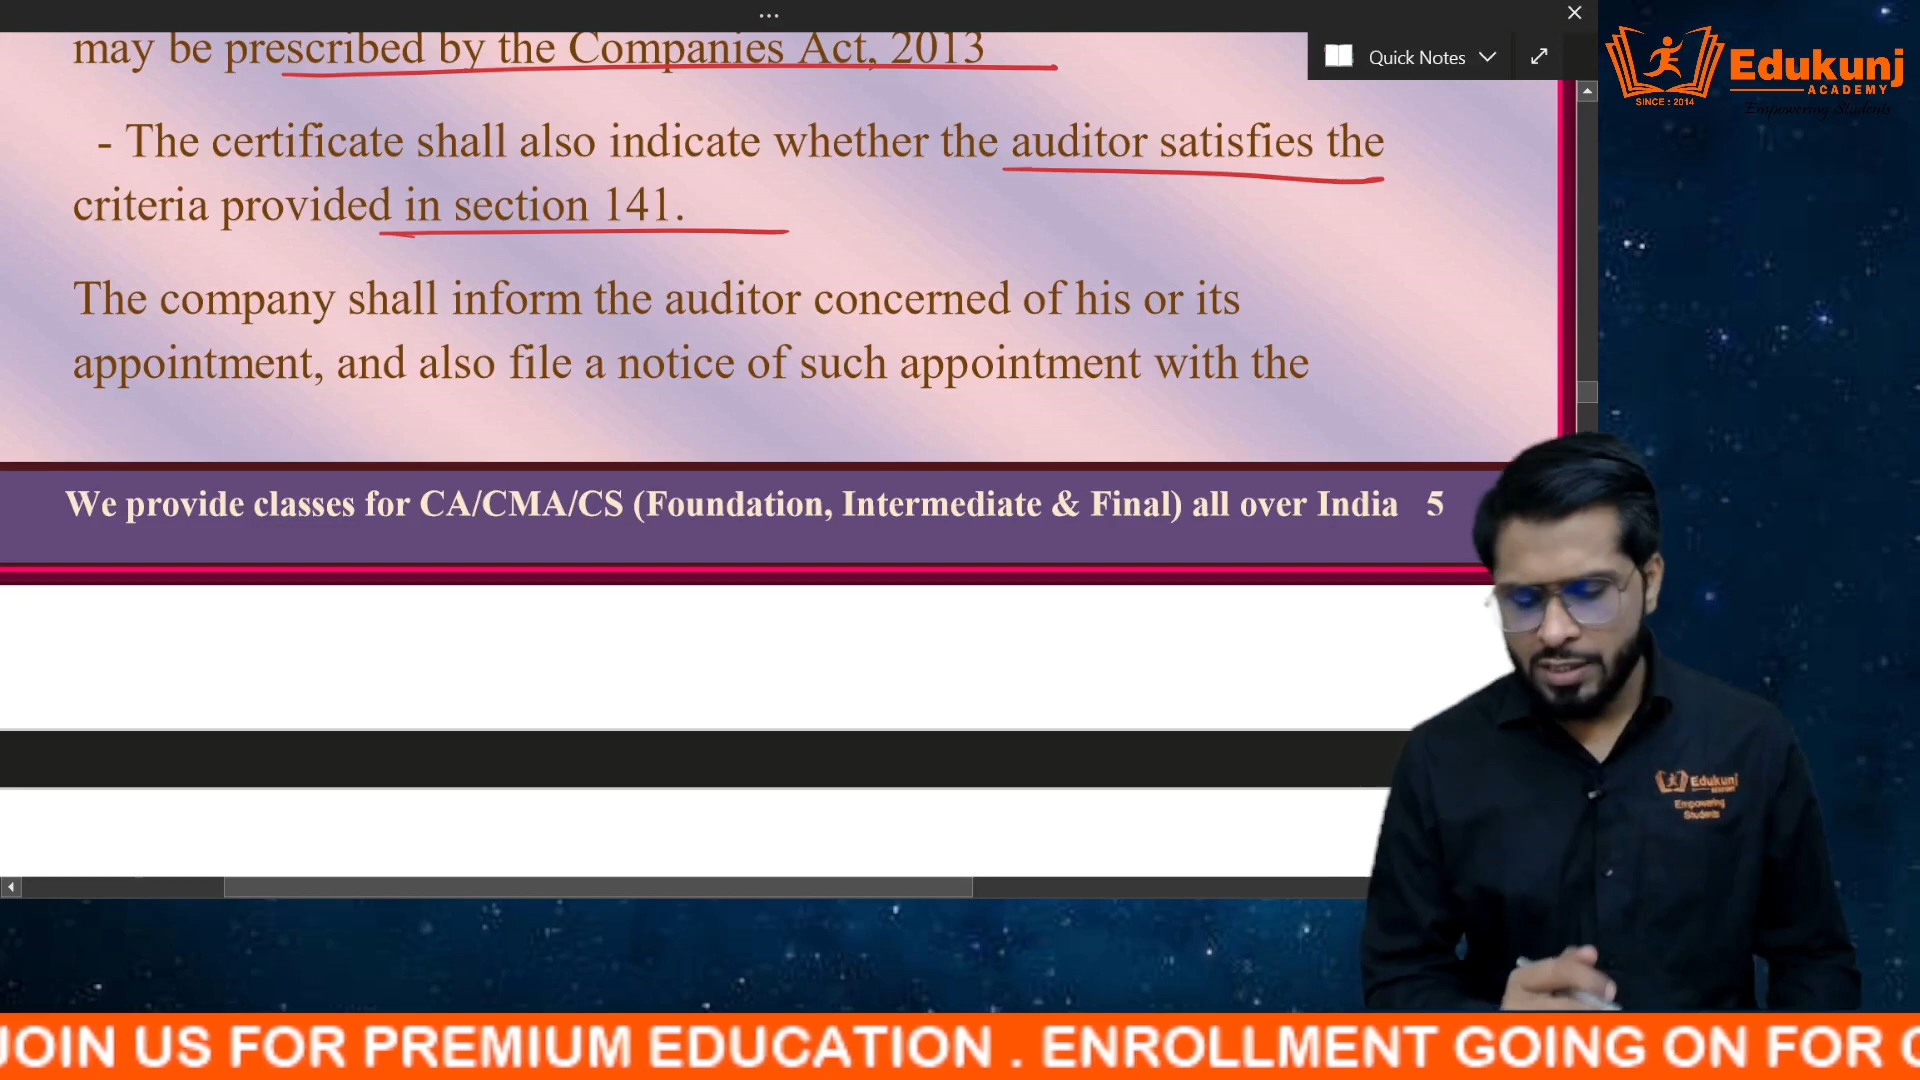 may be prescribed by the Companies Act, 2013
Quick Notes
Edukunj
ACADEMY
SINCE : 2014
Empowering Students
- The certificate shall also indicate whether the auditor satisfies the
criteria provided in section 141.
The company shall inform the auditor concerned of his or its
appointment, and also file a notice of such appointment with the
We provide classes for CA/CMA/CS (Foundation, Intermediate & Final) all over India 5
Edukunj
Empowering
Students
JOIN US FOR PREMIUM EDUCATION . ENROLLMENT GOING ON FOR